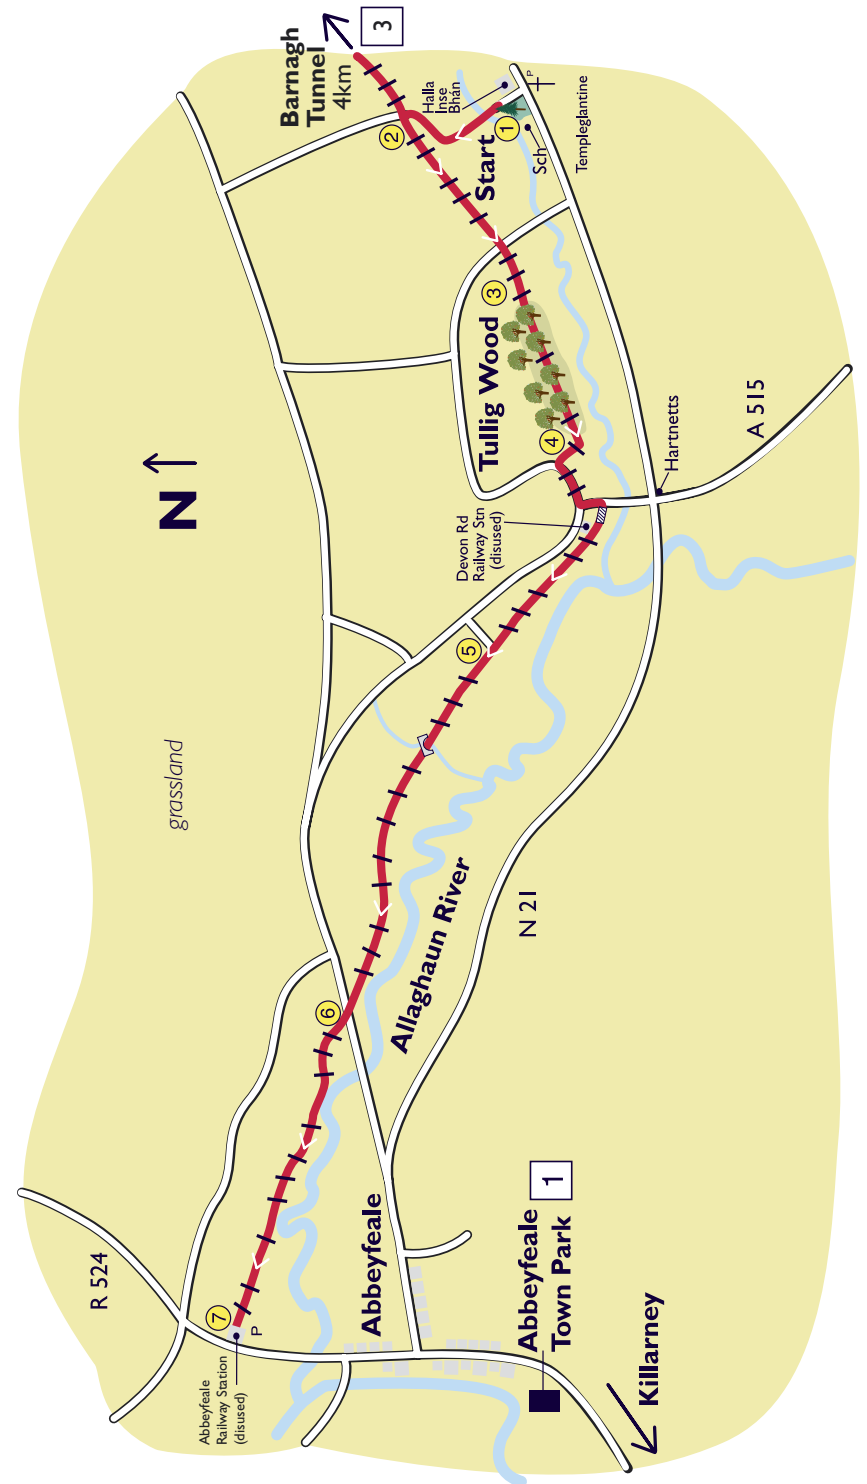 Barnagh
Tunnel
4km
3
Halla
Inse
Bhán
P
1
Start
2
Sch
Templeglantine
3
Tullig Wood
4
Hartnetts
A 515
N
Devon Rd
Railway Stn
(disused)
5
grassland
Allaghaun River
N 21
6
R 524
7
P
Abbeyfeale
Railway Station
(disused)
Abbeyfeale
Abbeyfeale
Town Park
1
Killarney